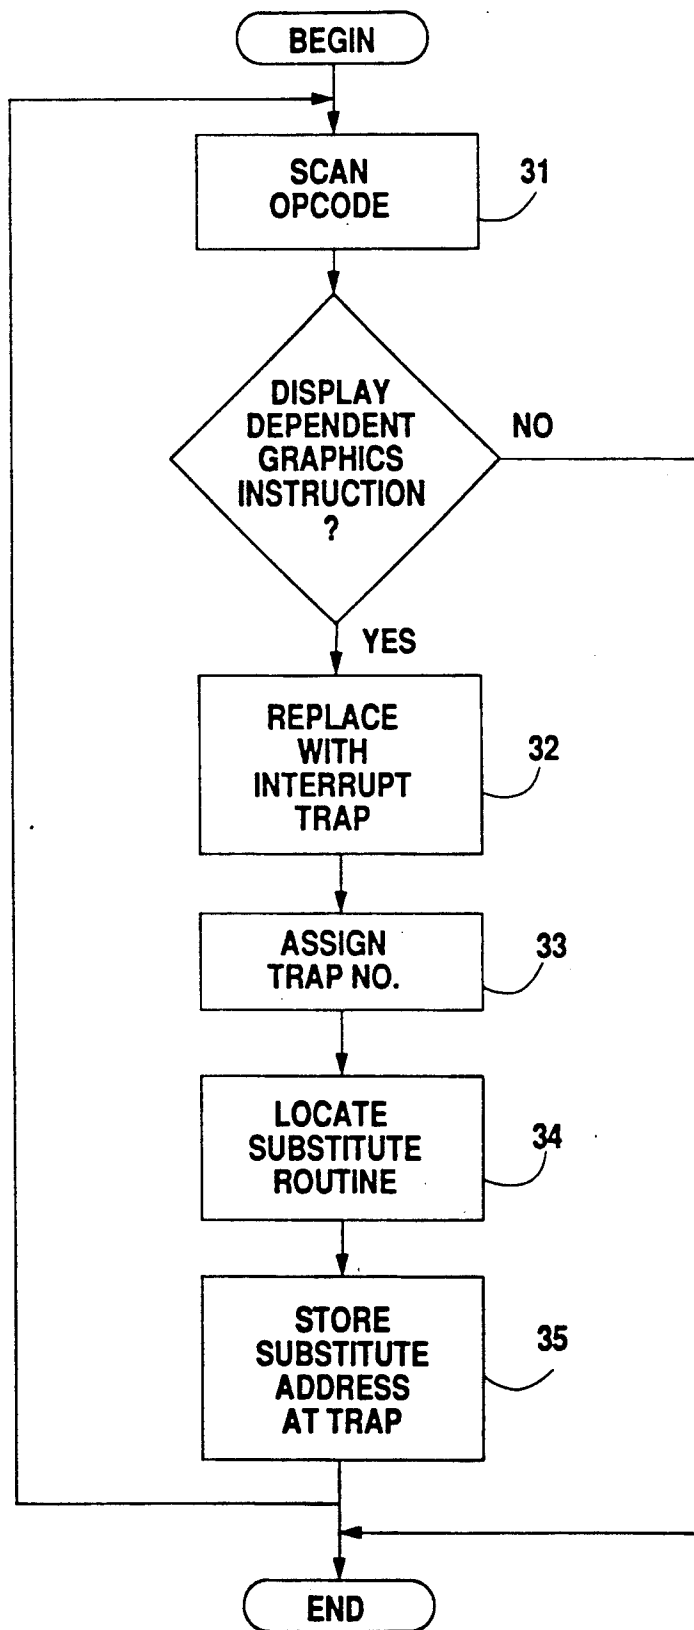 BEGIN
SCAN
OPCODE
31
DISPLAY
DEPENDENT
GRAPHICS
INSTRUCTION
?
NO
YES
REPLACE
WITH
INTERRUPT
TRAP
32
ASSIGN
TRAP NO.
33
LOCATE
SUBSTITUTE
ROUTINE
34
STORE
SUBSTITUTE
ADDRESS
AT TRAP
35
END